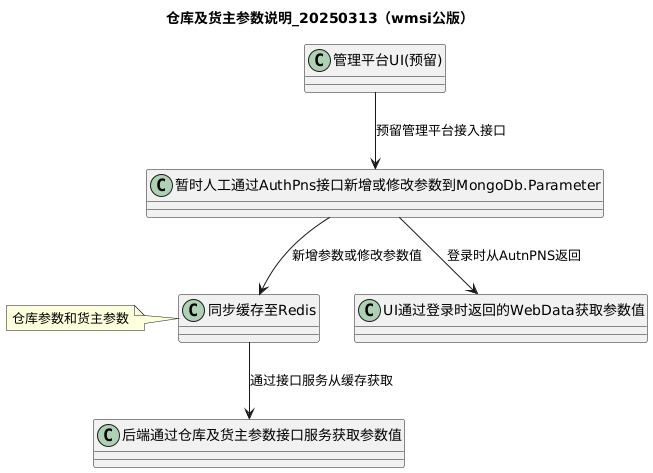 仓库及货主参数说明_20250313（wmsi公版）
C 管理平台UI(预留)
预留管理平台接入接口
C 暂时人工通过AuthPns接口新增或修改参数到MongoDb.Parameter
新增参数或修改参数值
登录时从AutnPNS返回
仓库参数和货主参数
C 同步缓存至Redis
C UI通过登录时返回的WebData获取参数值
通过接口服务从缓存获取
C 后端通过仓库及货主参数接口服务获取参数值